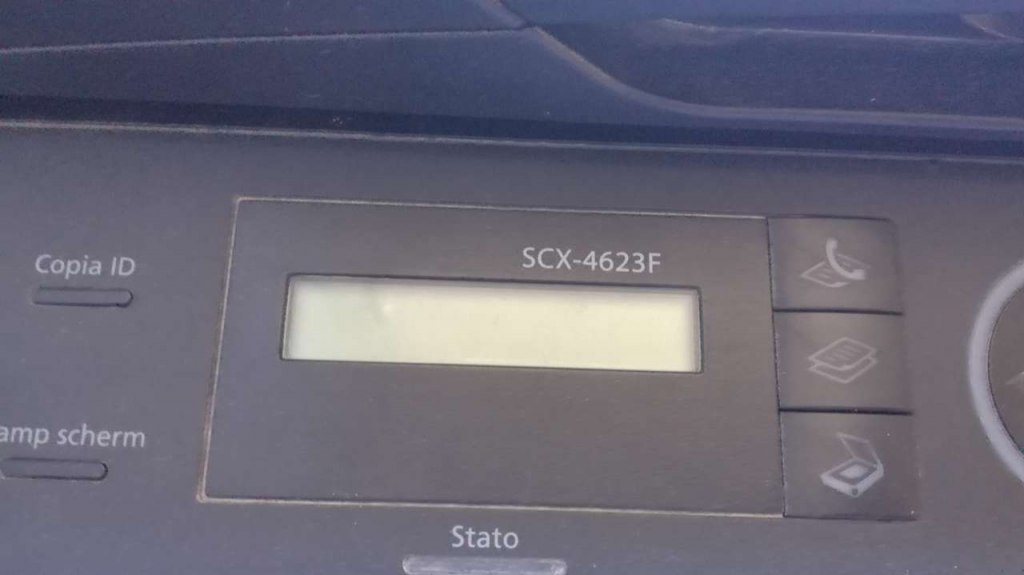 SCX-4623F
Copia ID
amp scherm
Stato